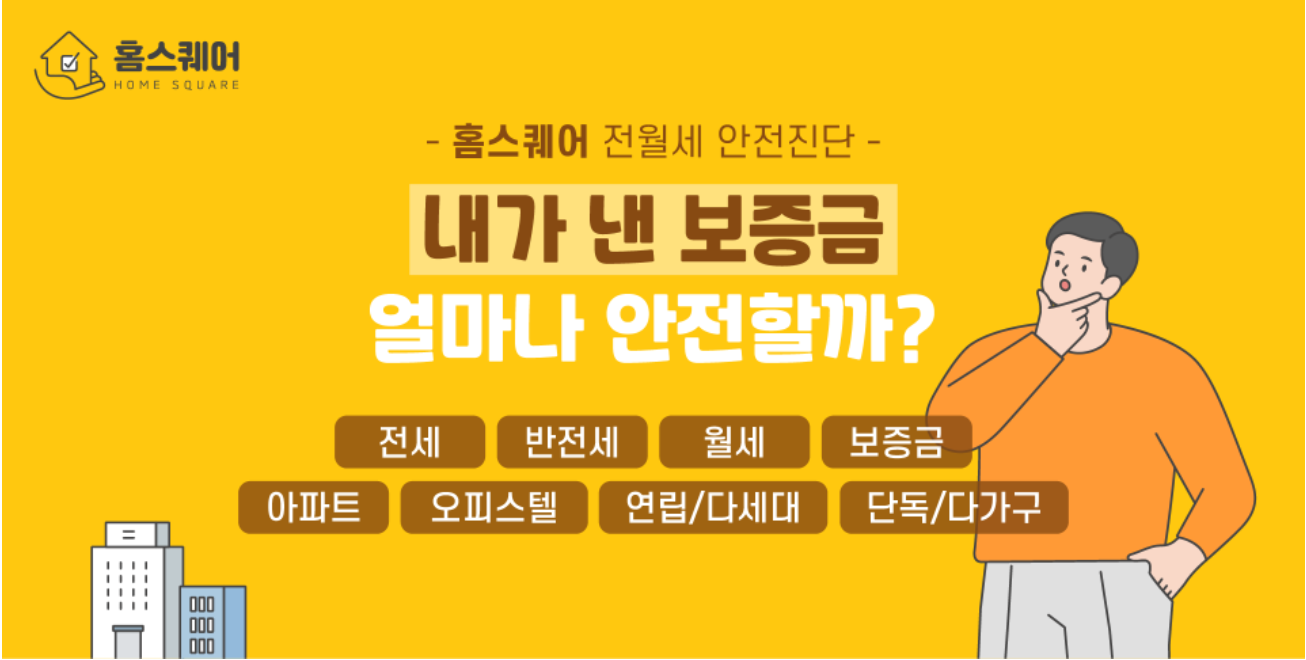 홈스퀘어
HOME SQUARE
- 홈스퀘어 전월세 안전진단 -
내가 낸 보증금
얼마나 안전할까?
전세 반전세 월세 보증금
아파트 오피스텔 연립/다세대 단독/다가구